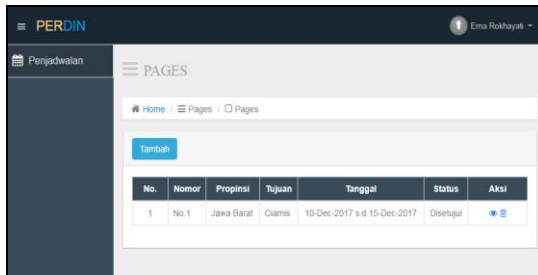 PERDIN
Erna Rokhayati
Penjadwalan
PAGES
Home / Pages / Pages
Tambah
No. Nomor Propinsi Tujuan Tanggal Status Aksi
1 No.1 Jawa Barat Ciamis 10-Dec-2017 s.d 15-Dec-2017 Disetujui